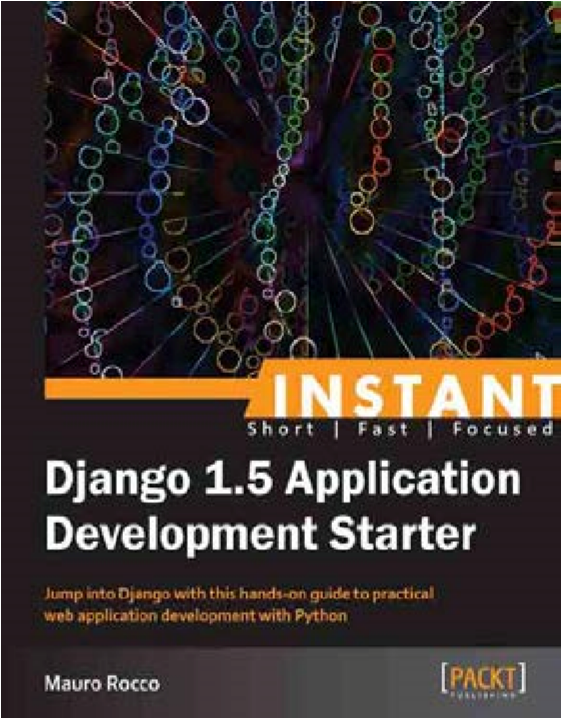 INSTANT
Short | Fast | Focused
Django 1.5 Application
Development Starter
Jump into Django with this hands-on guide to practical
web application development with Python
Mauro Rocco
[PACKT]
PUBLISHING